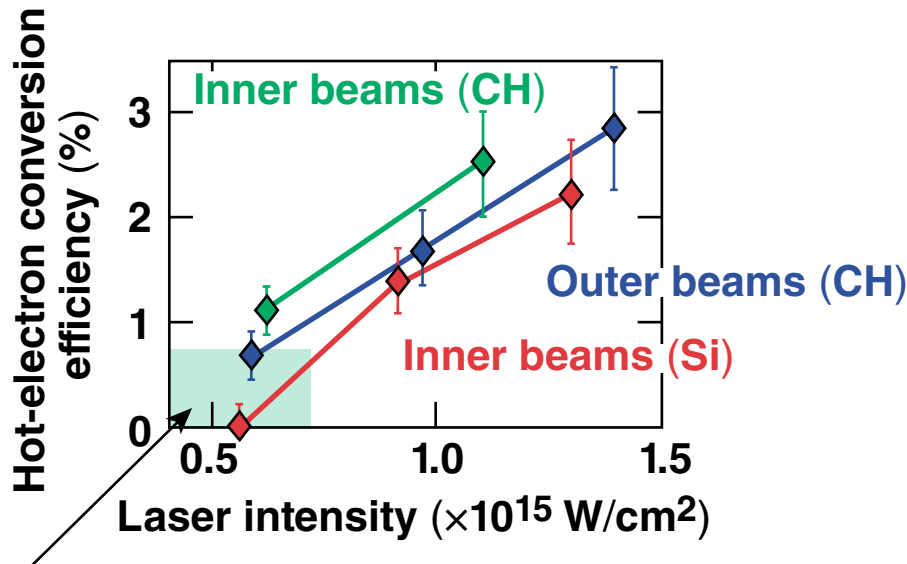 Hot-electron conversion
efficiency (%)
Inner beams (CH)
3
2
Outer beams (CH)
1
Inner beams (Si)
0
0.5 1.0 1.5
Laser intensity (×10¹⁵ W/cm²)